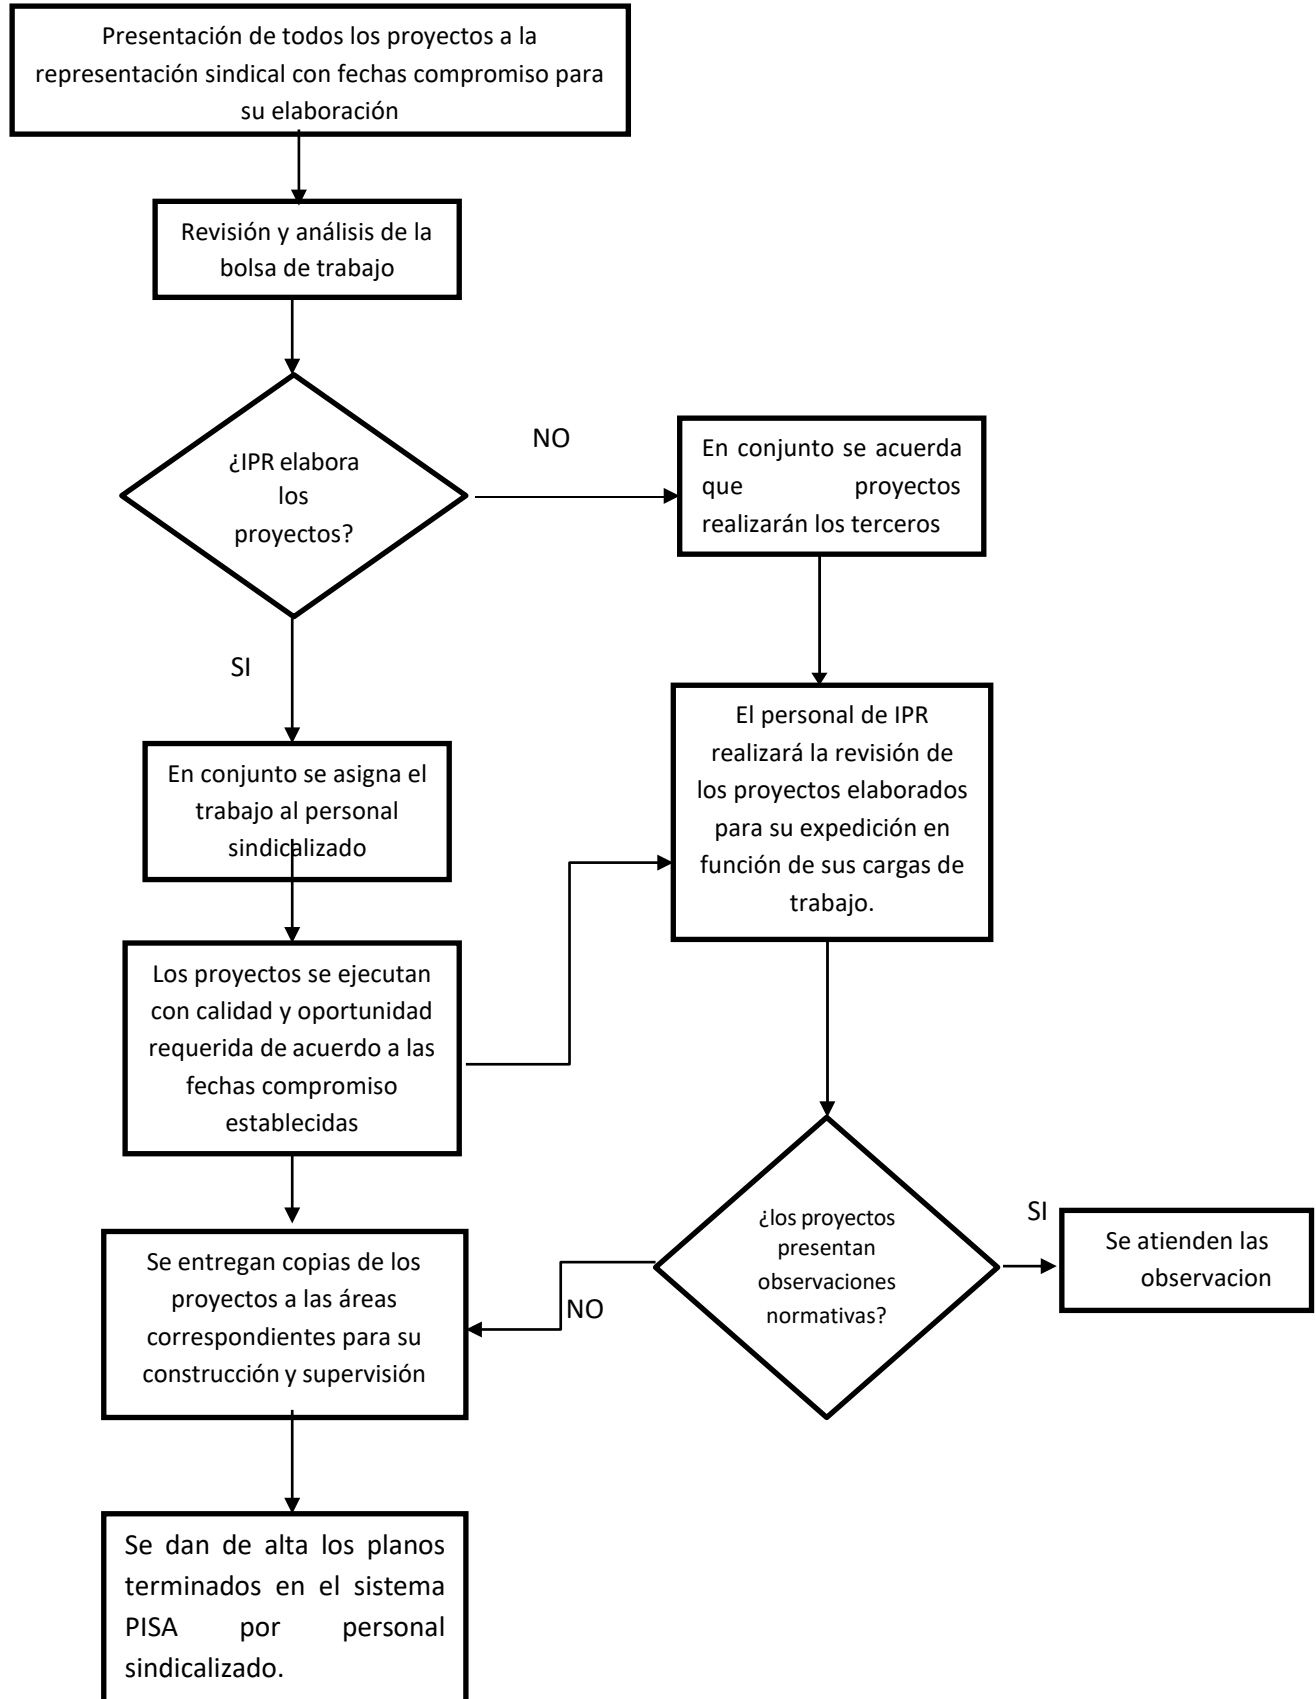 Presentación de todos los proyectos a la
representación sindical con fechas compromiso para
su elaboración
Revisión y análisis de la
bolsa de trabajo
¿IPR elabora
los
proyectos?
NO
En conjunto se acuerda
que proyectos
realizarán los terceros
SI
En conjunto se asigna el
trabajo al personal
sindicalizado
El personal de IPR
realizará la revisión de
los proyectos elaborados
para su expedición en
función de sus cargas de
trabajo.
Los proyectos se ejecutan
con calidad y oportunidad
requerida de acuerdo a las
fechas compromiso
establecidas
¿los proyectos
presentan
observaciones
normativas?
SI
Se atienden las
observacion
NO
Se entregan copias de los
proyectos a las áreas
correspondientes para su
construcción y supervisión
Se dan de alta los planos
terminados en el sistema
PISA por personal
sindicalizado.